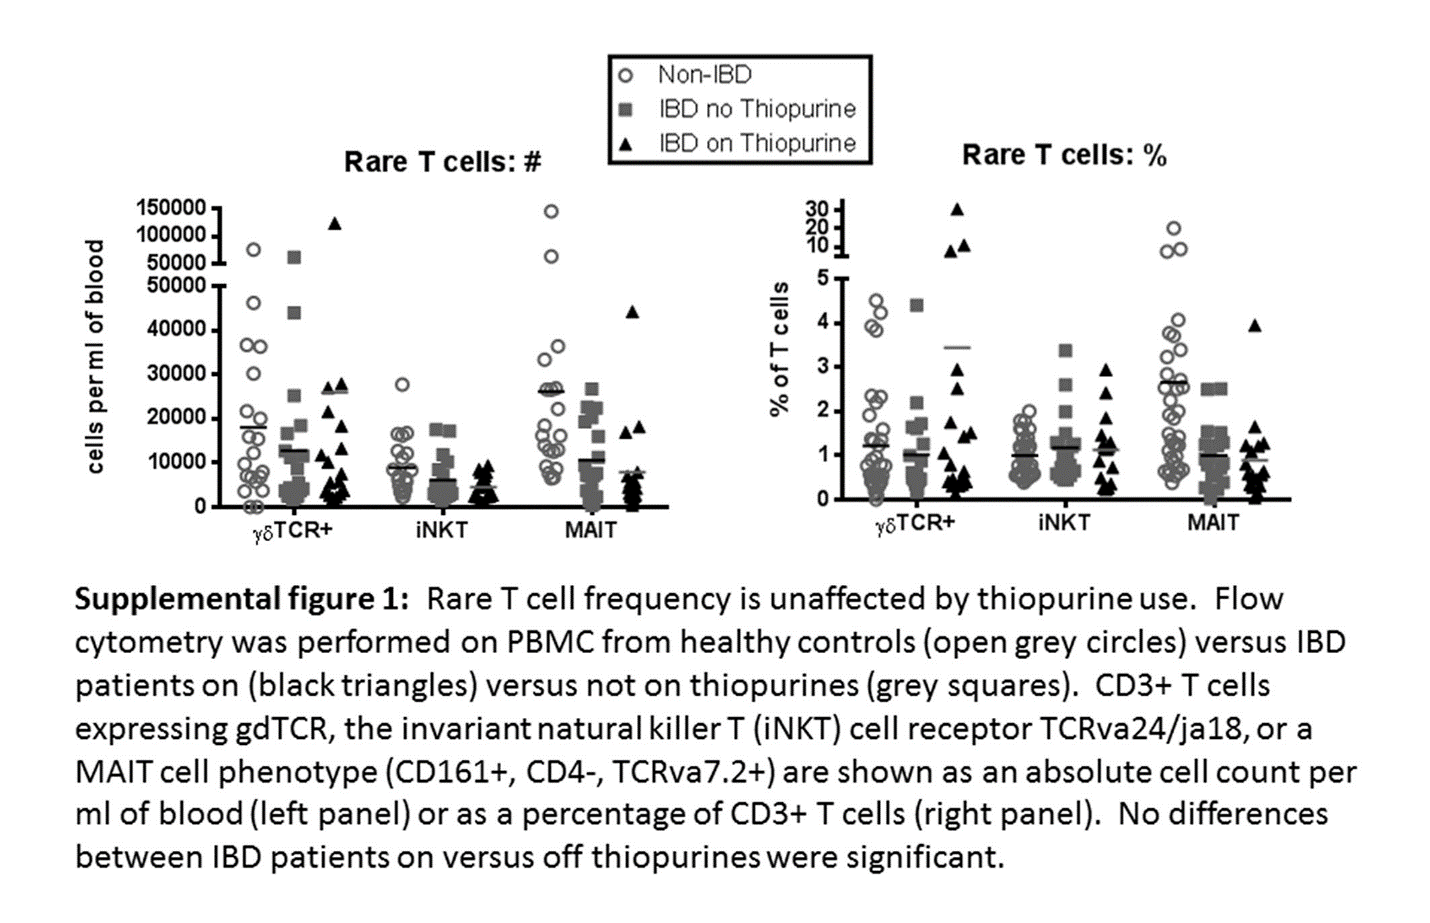 Non-IBD
IBD no Thiopurine
IBD on Thiopurine
Rare T cells: #
150000
100000
50000
50000
40000
30000
20000
10000
0
cells per ml of blood
γδTCR+
iNKT
MAIT
Rare T cells: %
30
20
10
5
4
3
2
1
0
% of T cells
γδTCR+
iNKT
MAIT
Supplemental figure 1: Rare T cell frequency is unaffected by thiopurine use. Flow
cytometry was performed on PBMC from healthy controls (open grey circles) versus IBD
patients on (black triangles) versus not on thiopurines (grey squares). CD3+ T cells
expressing gdTCR, the invariant natural killer T (iNKT) cell receptor TCRva24/ja18, or a
MAIT cell phenotype (CD161+, CD4-, TCRva7.2+) are shown as an absolute cell count per
ml of blood (left panel) or as a percentage of CD3+ T cells (right panel). No differences
between IBD patients on versus off thiopurines were significant.